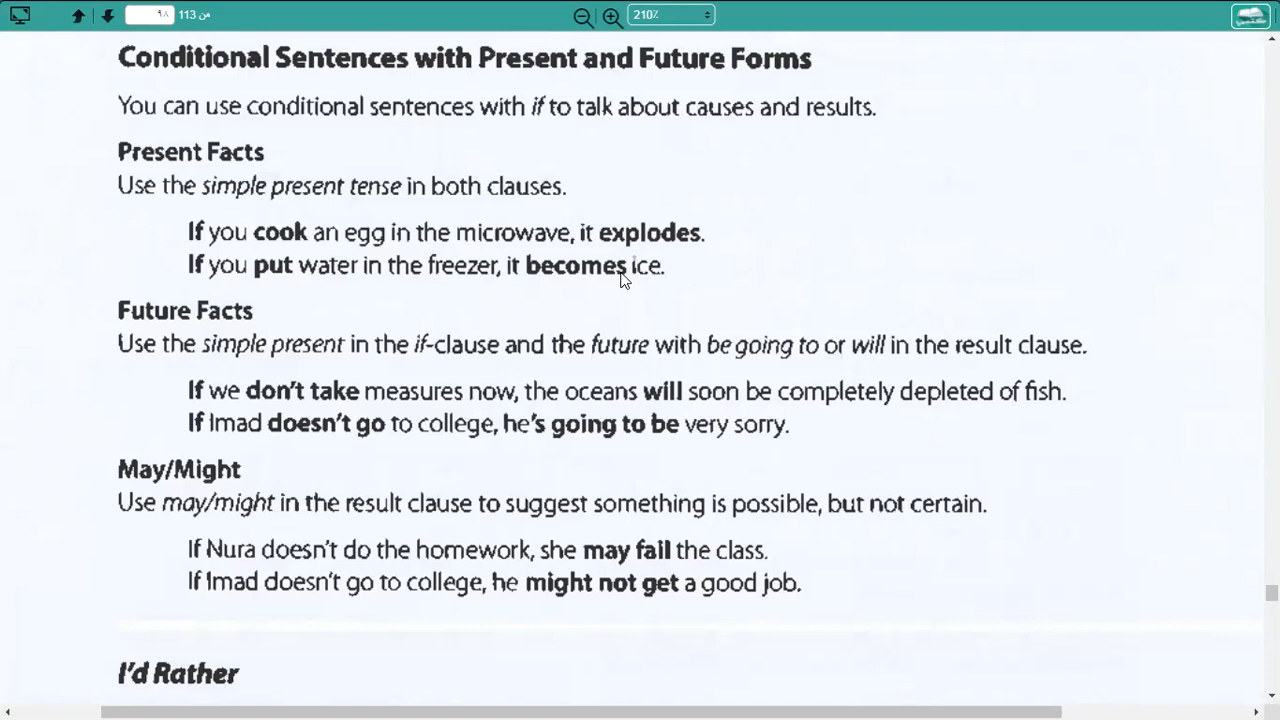 ٩٨ من 113
210٪
Conditional Sentences with Present and Future Forms
You can use conditional sentences with if to talk about causes and results.
Present Facts
Use the simple present tense in both clauses.
If you cook an egg in the microwave, it explodes.
If you put water in the freezer, it becomes ice.
Future Facts
Use the simple present in the if-clause and the future with be going to or will in the result clause.
If we don't take measures now, the oceans will soon be completely depleted of fish.
If Imad doesn't go to college, he's going to be very sorry.
May/Might
Use may/might in the result clause to suggest something is possible, but not certain.
If Nura doesn't do the homework, she may fail the class.
If Imad doesn't go to college, he might not get a good job.
I'd Rather